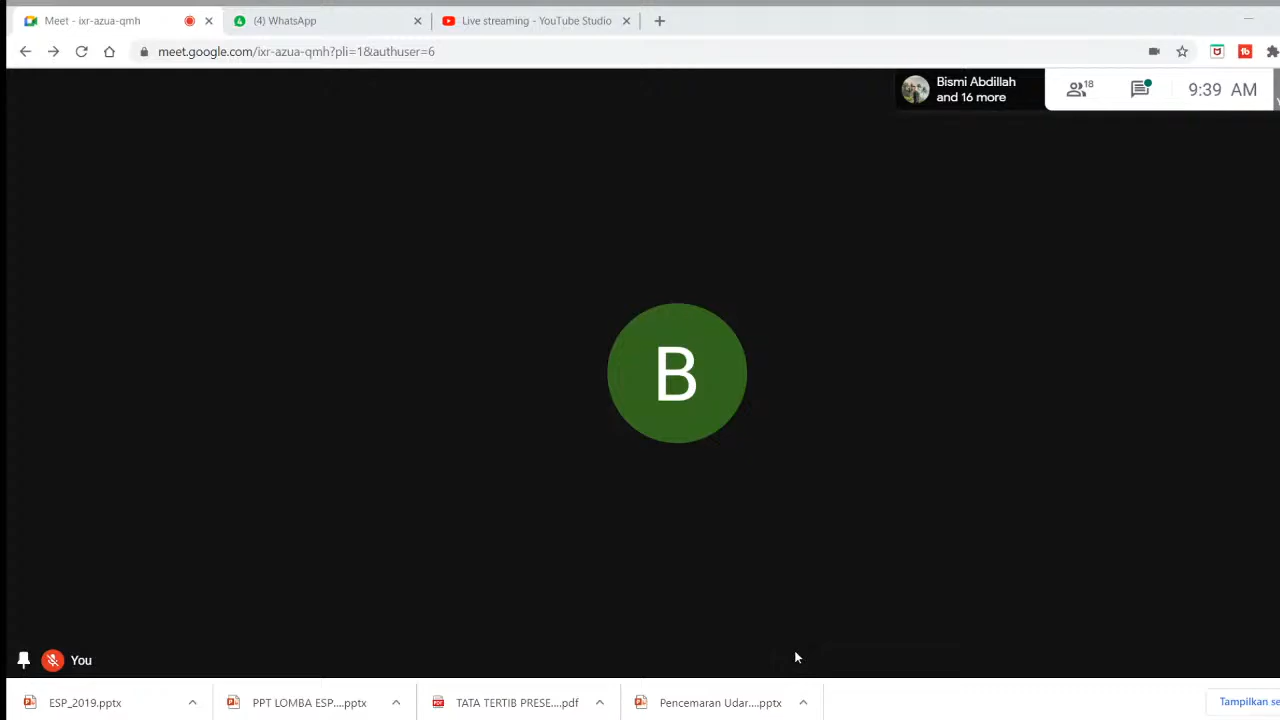 Meet - ixr-azua-qmh
(4) WhatsApp
Live streaming - YouTube Studio
meet.google.com/ixr-azua-qmh?pli=1&authuser=6
Bismi Abdillah
and 16 more
18
9:39 AM
B
You
ESP_2019.pptx
PPT LOMBA ESP....pptx
TATA TERTIB PRESE....pdf
Pencemaran Udar....pptx
Tampilkan se